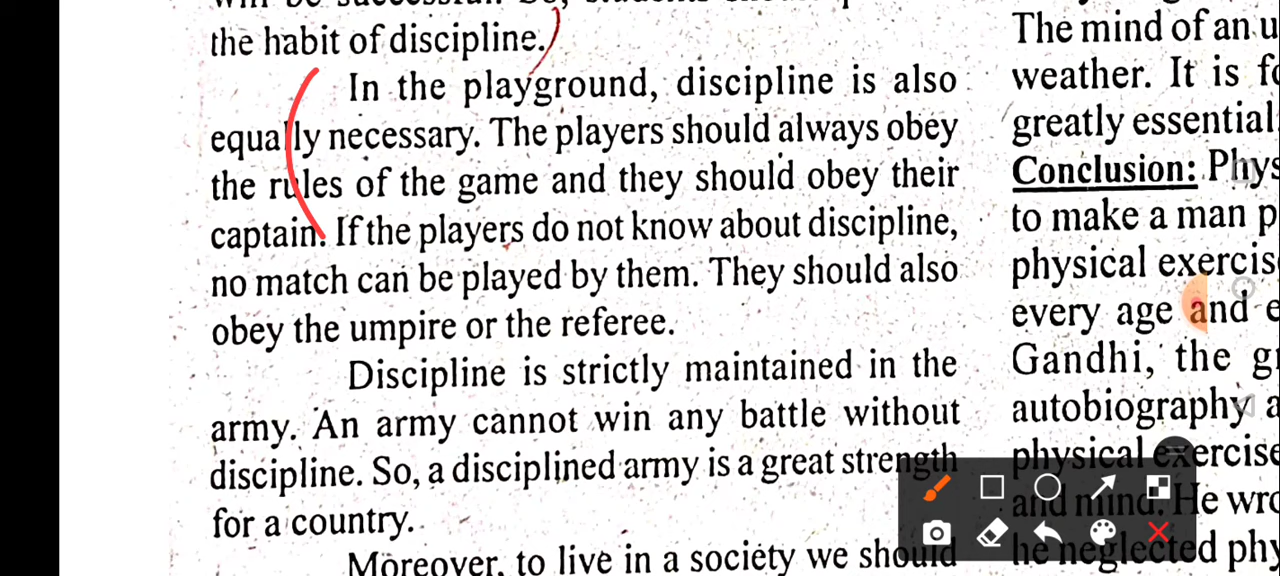 the habit of discipline.
In the playground, discipline is also
equally necessary. The players should always obey
the rules of the game and they should obey their
captain. If the players do not know about discipline,
no match can be played by them. They should also
obey the umpire or the referee.
Discipline is strictly maintained in the
army. An army cannot win any battle without
discipline. So, a disciplined army is a great strength
for a country.
Moreover, to live in a society we should
The mind of an
weather. It is
greatly essential
Conclusion:
to make a man
physical
every age and
Gandhi, the
autobiography
physical
and mind. He
he neglected